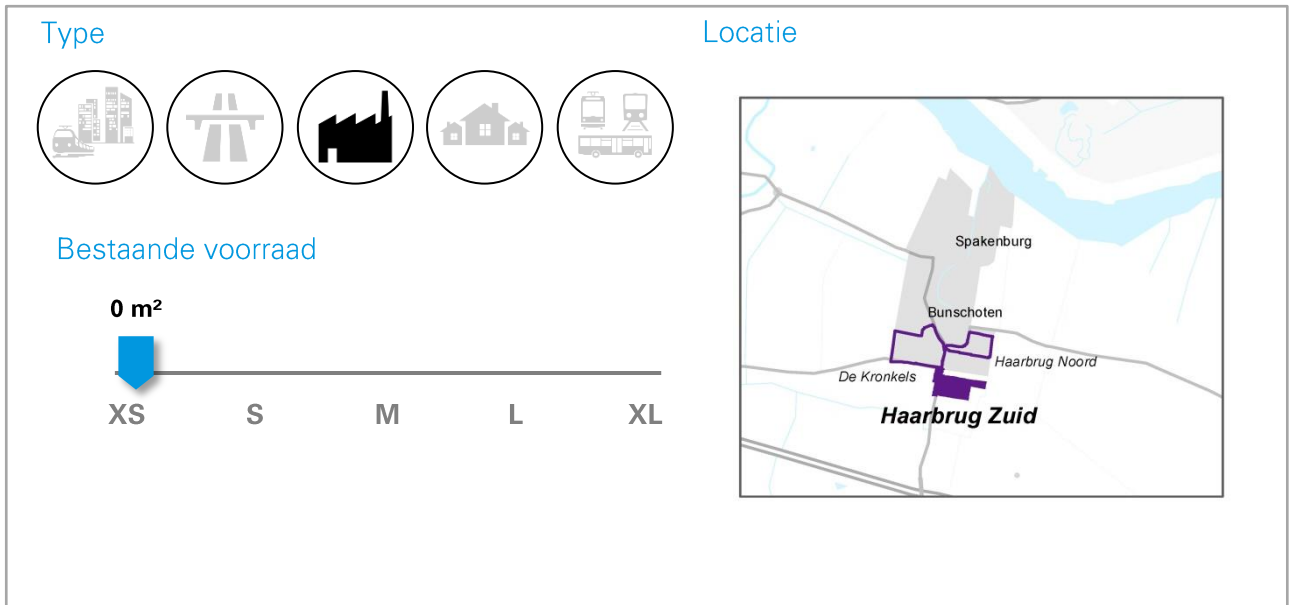 Type
Locatie
Bestaande voorraad
0 m²
XS S M L XL
Spakenburg
Bunschoten
Haarbrug Noord
De Kronkels
Haarbrug Zuid